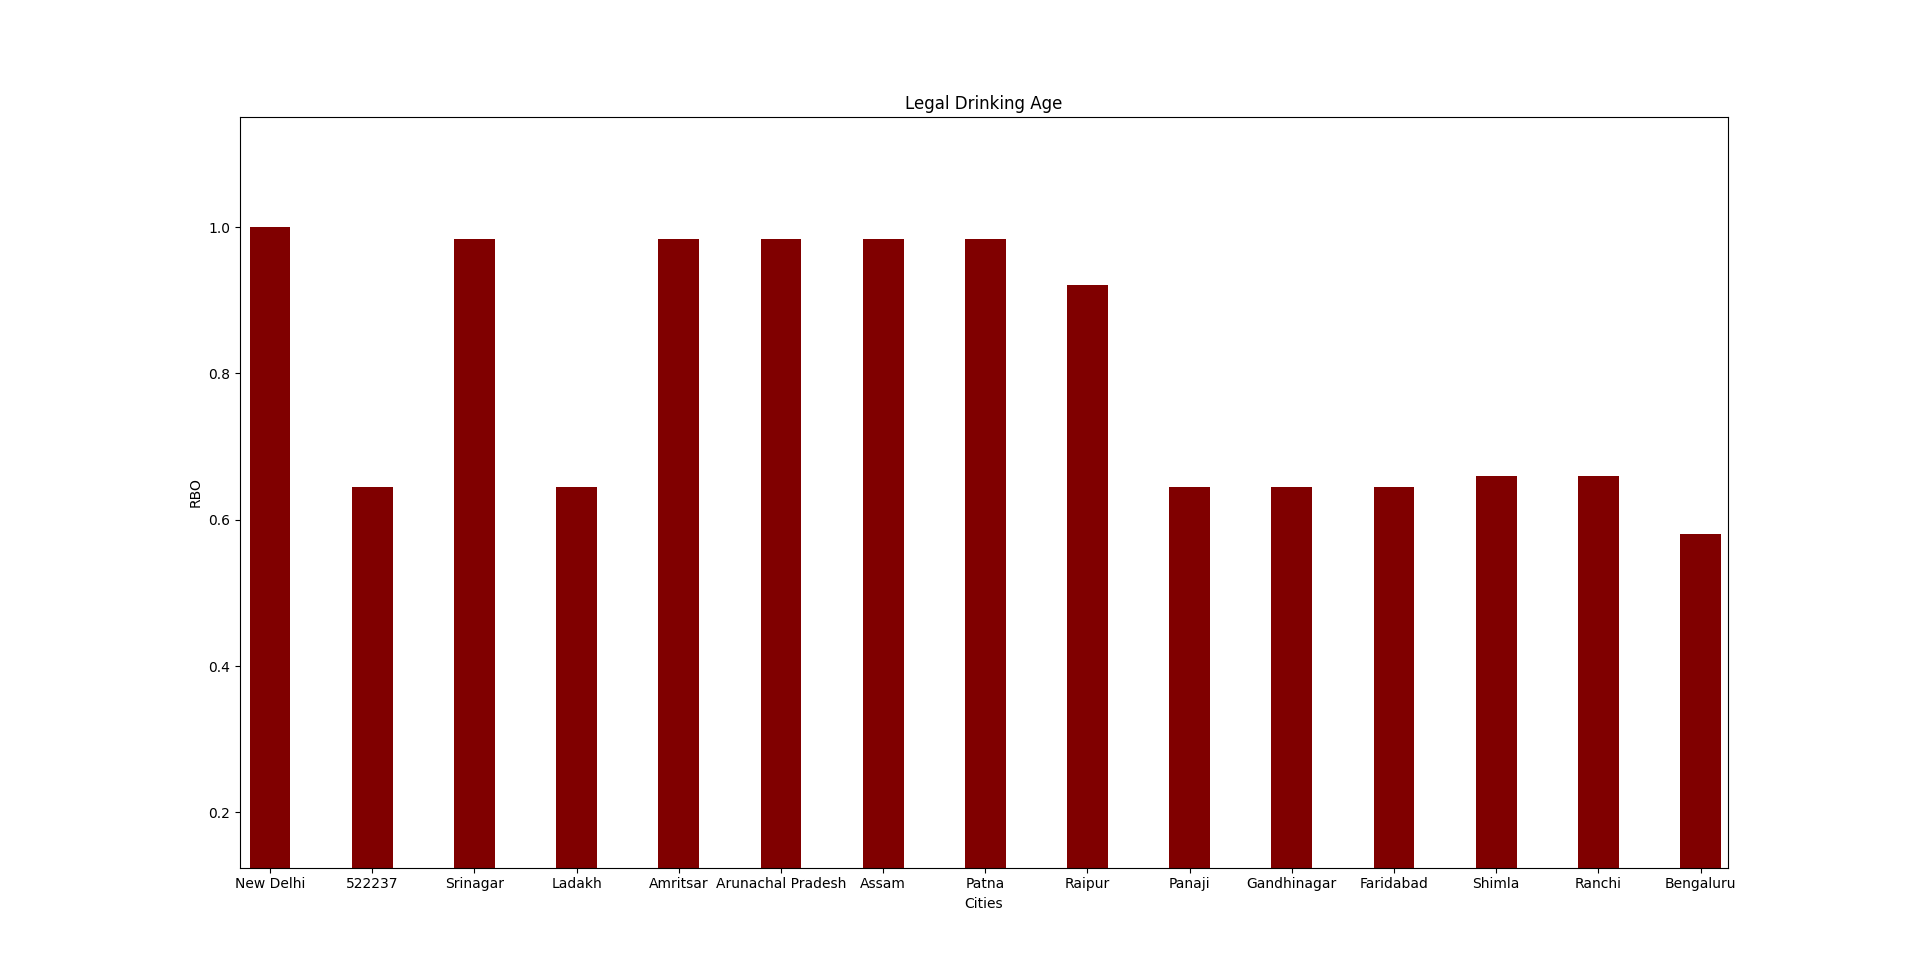 Legal Drinking Age
1.0
0.8
0.6
0.4
0.2
RBO
New Delhi 522237 Srinagar Ladakh Amritsar Arunachal Pradesh Assam Patna Raipur Panaji Gandhinagar Faridabad Shimla Ranchi Bengaluru
Cities